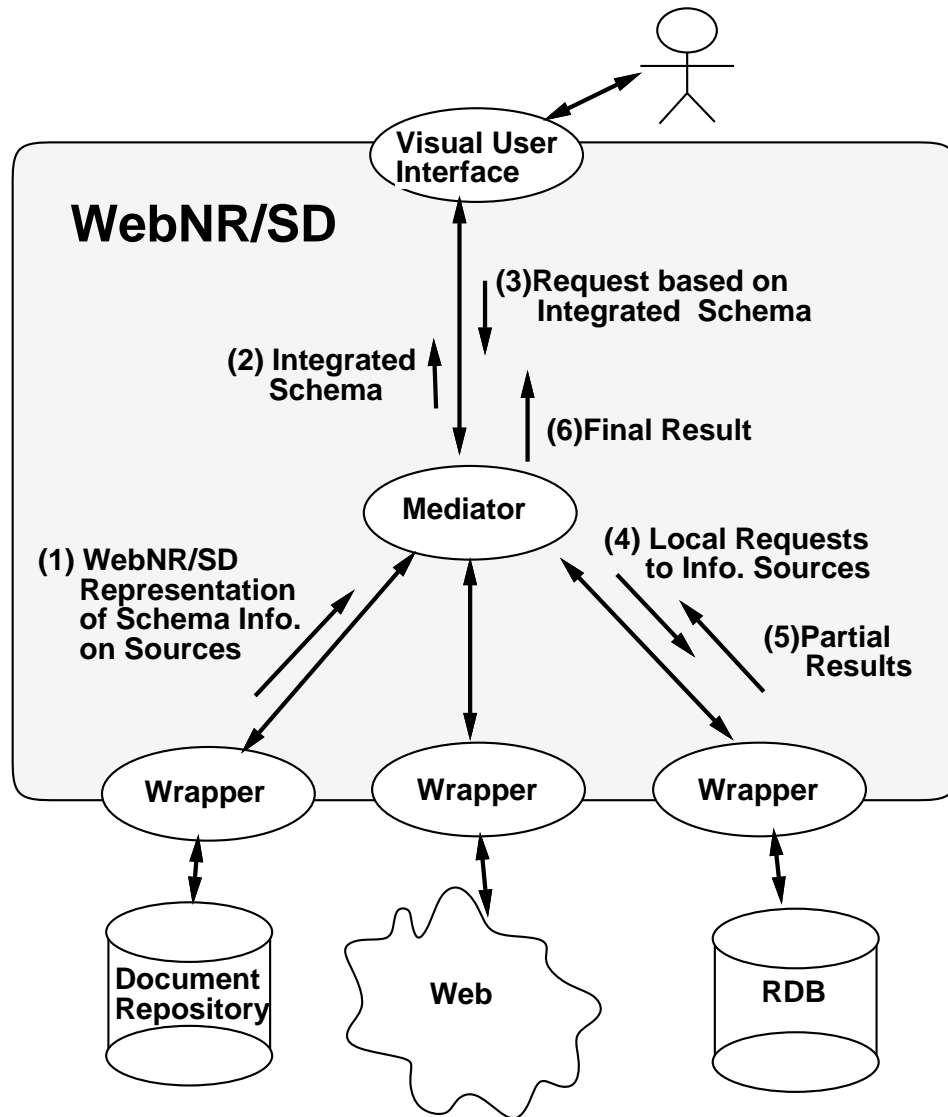 Visual User
Interface
WebNR/SD
(3)Request based on
Integrated Schema
(2) Integrated
Schema
(6)Final Result
Mediator
(1) WebNR/SD
Representation
of Schema Info.
on Sources
(4) Local Requests
to Info. Sources
(5)Partial
Results
Wrapper
Wrapper
Wrapper
Document
Repository
Web
RDB